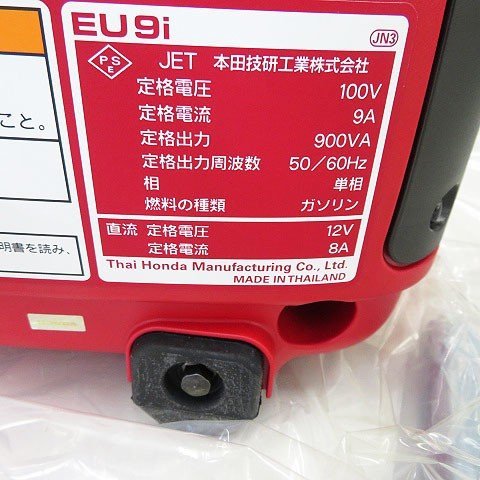 EU9i
JN3
PSE JET 本田技研工業株式会社
定格電圧 100V
定格電流 9A
定格出力 900VA
定格出力周波数 50／60Hz
相 単相
燃料の種類 ガソリン
直流 定格電圧 12V
定格電流 8A
Thai Honda Manufacturing Co., Ltd.
MADE IN THAILAND
こと。
明書を読み、